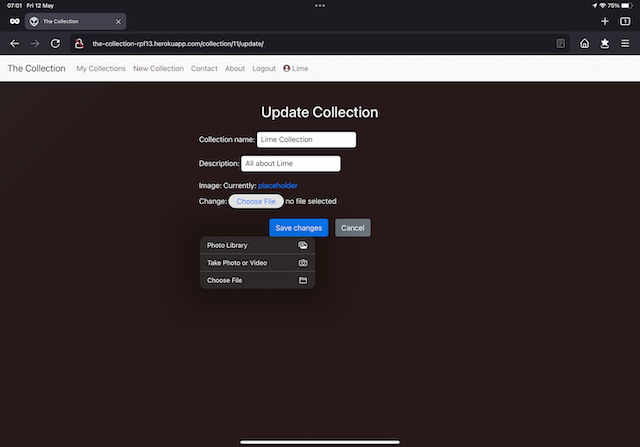 07:01 Fri 12 May
75%
The Collection
1
the-collection-rpf13.herokuapp.com/collection/11/update/
The Collection My Collections New Collection Contact About Logout Lime
Update Collection
Collection name: Lime Collection
Description: All about Lime
Image: Currently: placeholder
Change: Choose File no file selected
Save changes Cancel
Photo Library
Take Photo or Video
Choose File